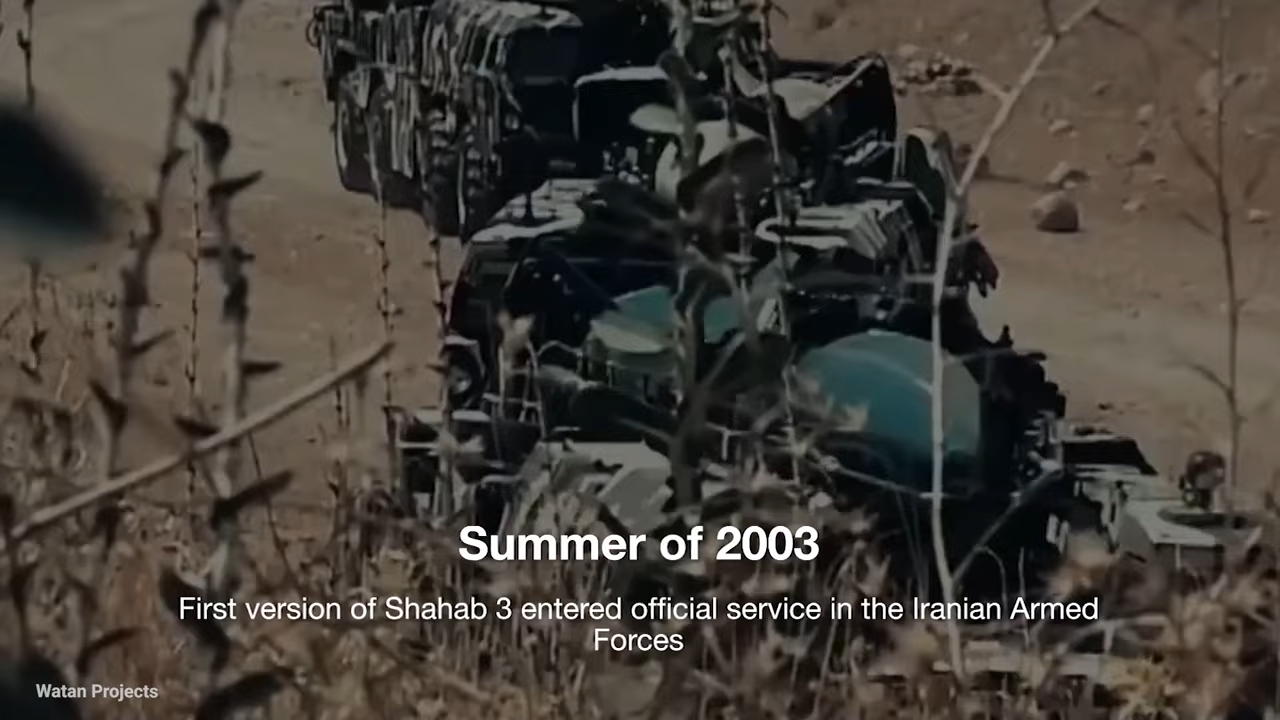 Summer of 2003
First version of Shahab 3 entered official service in the Iranian Armed
Forces
Watan Projects